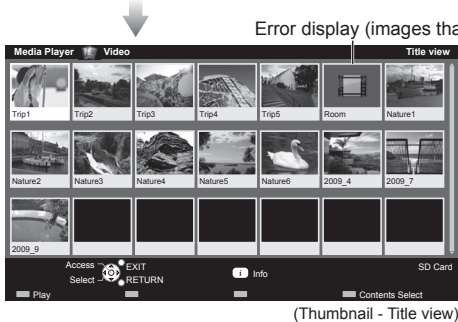 Error display (images tha
Media Player Video Title view
Trip1 Trip2 Trip3 Trip4 Trip5 Room Nature1
Nature2 Nature3 Nature4 Nature5 Nature6 2009_4 2009_7
2009_9
Access EXIT
Select RETURN
i Info
SD Card
Play Contents Select
(Thumbnail - Title view)